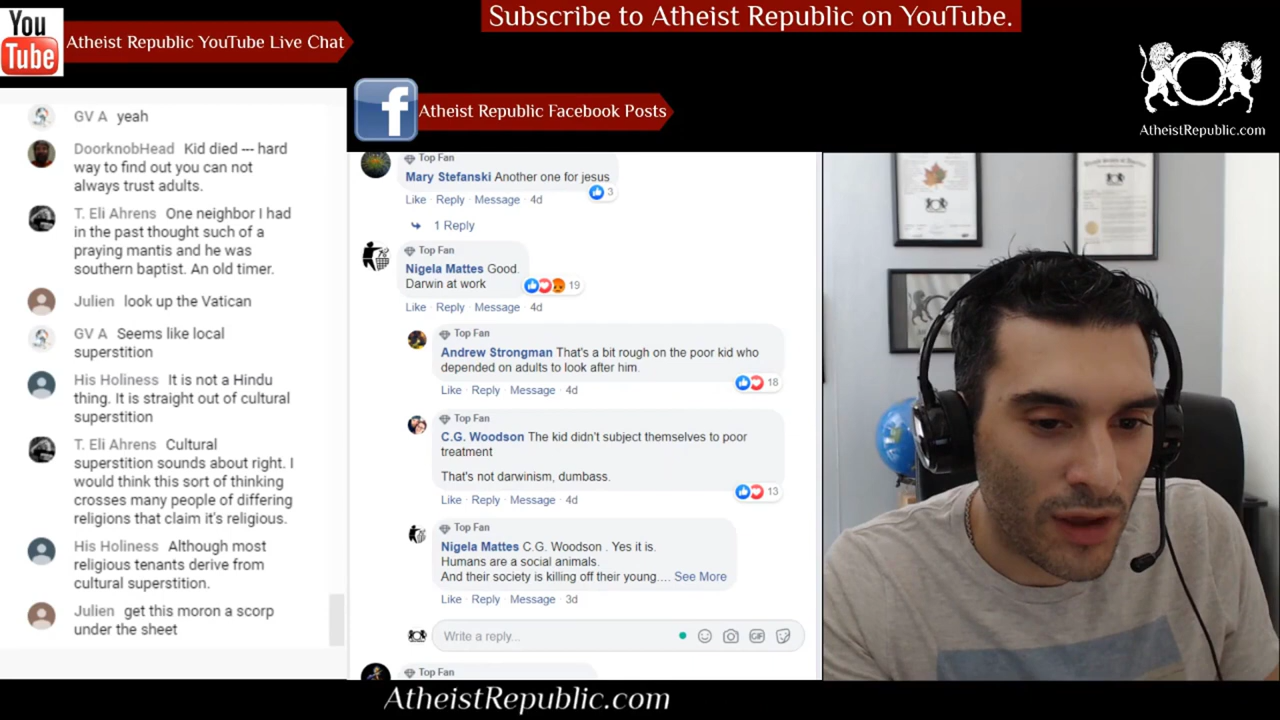 Subscribe to Atheist Republic on YouTube.
You
Tube
Atheist Republic YouTube Live Chat
Atheist Republic Facebook Posts
AtheistRepublic.com
GV A yeah
DoorknobHead Kid died --- hard
way to find out you can not
always trust adults.
T. Eli Ahrens One neighbor I had
in the past thought such of a
praying mantis and he was
southern baptist. An old timer.
Julien look up the Vatican
GV A Seems like local
superstition
His Holiness It is not a Hindu
thing. It is straight out of cultural
superstition
T. Eli Ahrens Cultural
superstition sounds about right. I
would think this sort of thinking
crosses many people of differing
religions that claim it's religious.
His Holiness Although most
religious tenants derive from
cultural superstition.
Julien get this moron a scorp
under the sheet
Top Fan
Mary Stefanski Another one for jesus
3
Like · Reply · Message · 4d
1 Reply
Top Fan
Nigela Mattes Good.
Darwin at work
19
Like · Reply · Message · 4d
Top Fan
Andrew Strongman That's a bit rough on the poor kid who
depended on adults to look after him.
18
Like · Reply · Message · 4d
Top Fan
C.G. Woodson The kid didn't subject themselves to poor
treatment
That's not darwinism, dumbass.
13
Like · Reply · Message · 4d
Top Fan
Nigela Mattes C.G. Woodson . Yes it is.
Humans are a social animals.
And their society is killing off their young.... See More
Like · Reply · Message · 3d
Write a reply...
GIF
Top Fan
AtheistRepublic.com